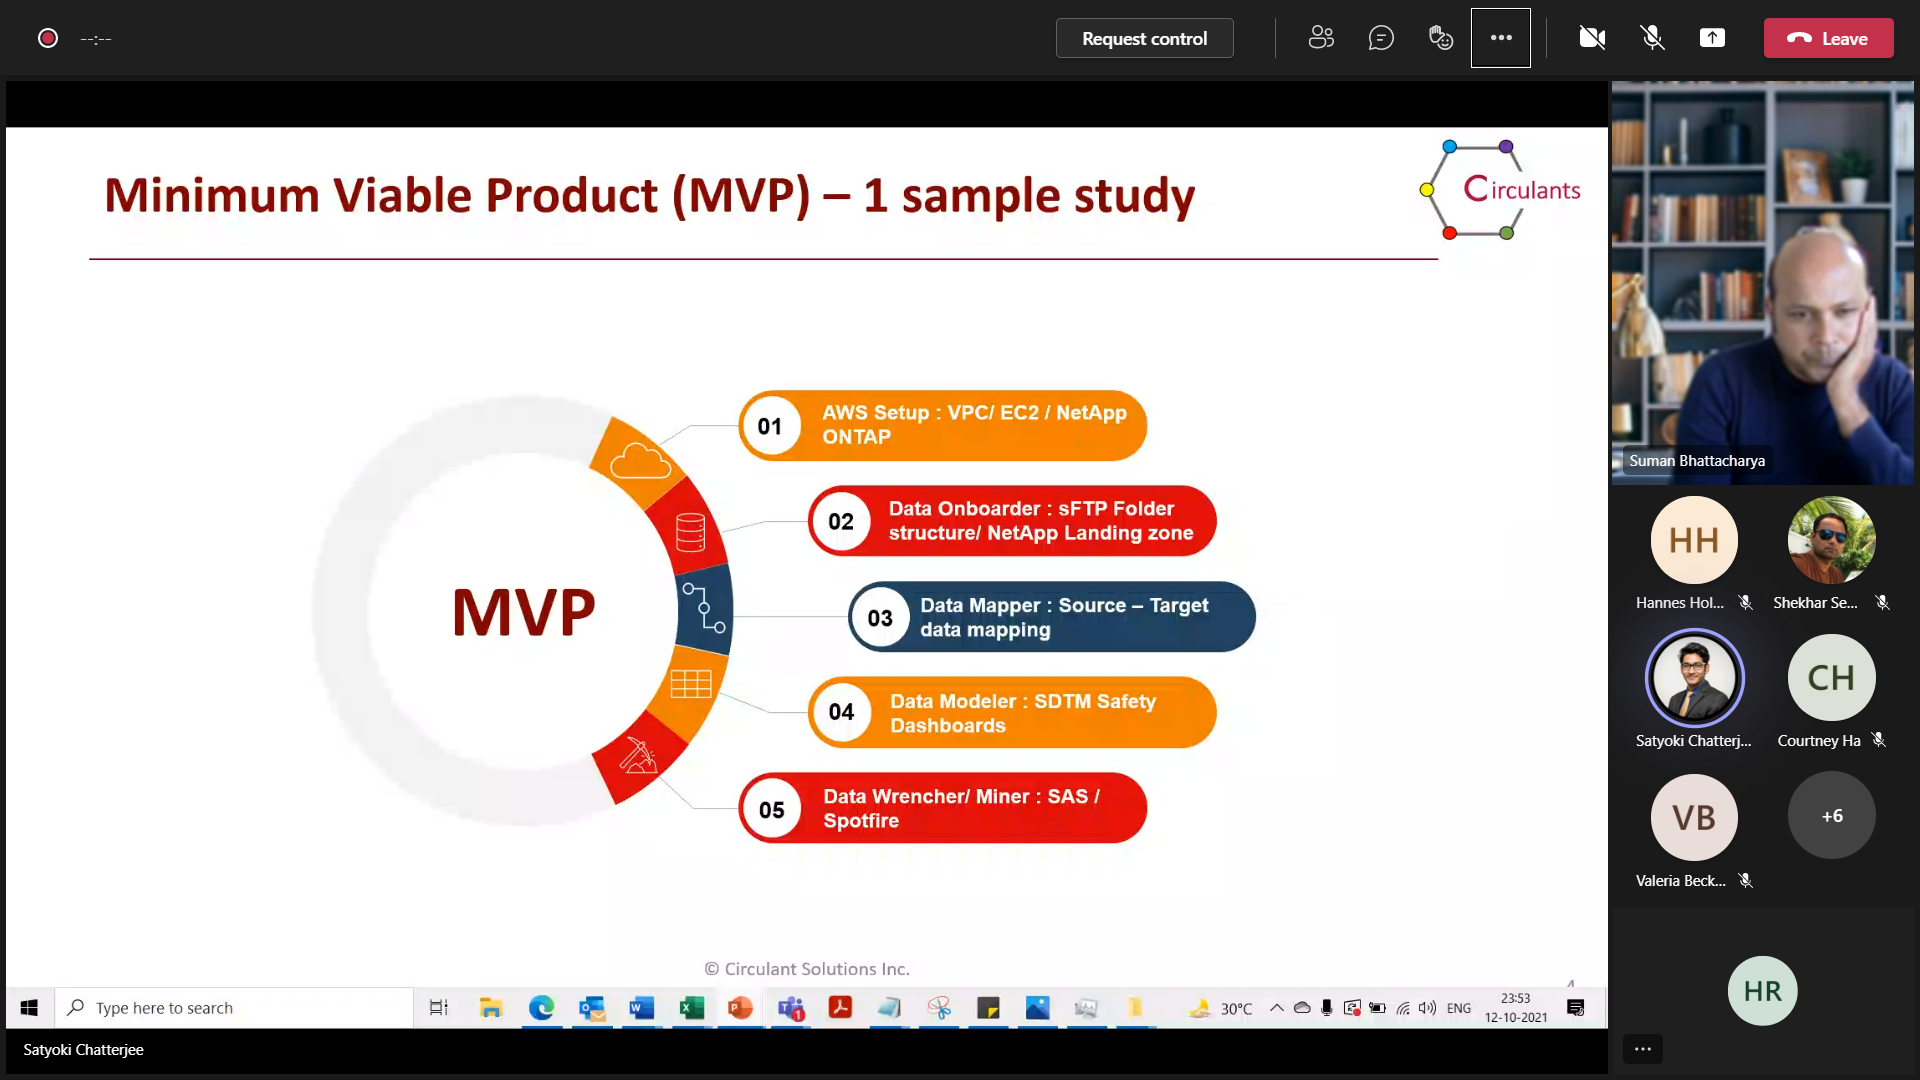 --:--
Request control
Leave
Minimum Viable Product (MVP) – 1 sample study
Circulants
MVP
01
AWS Setup : VPC/ EC2 / NetApp
ONTAP
02
Data Onboarder : sFTP Folder
structure/ NetApp Landing zone
03
Data Mapper : Source – Target
data mapping
04
Data Modeler : SDTM Safety
Dashboards
05
Data Wrencher/ Miner : SAS /
Spotfire
© Circulant Solutions Inc.
4
Type here to search
30°C
ENG
23:53
12-10-2021
Satyoki Chatterjee
Suman Bhattacharya
HH
Hannes Hol...
Shekhar Se...
Satyoki Chatterj...
CH
Courtney Ha
VB
Valeria Beck...
+6
HR